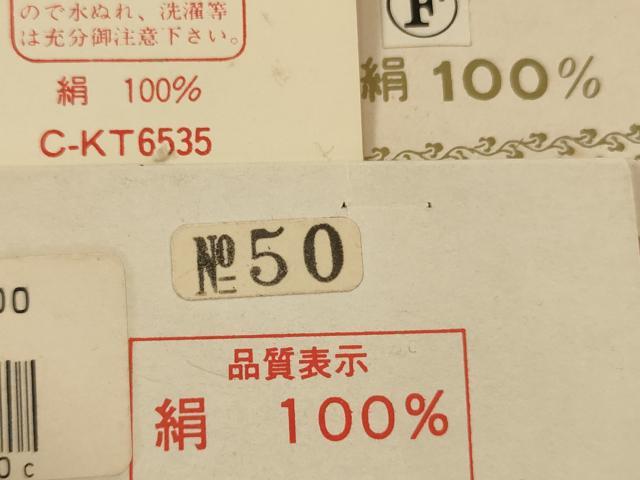 ので水ぬれ、洗濯等
は充分御注意下さい。
絹 100%
C-KT6535
F
絹 100%
№50
00
0 c
品質表示
絹 100%